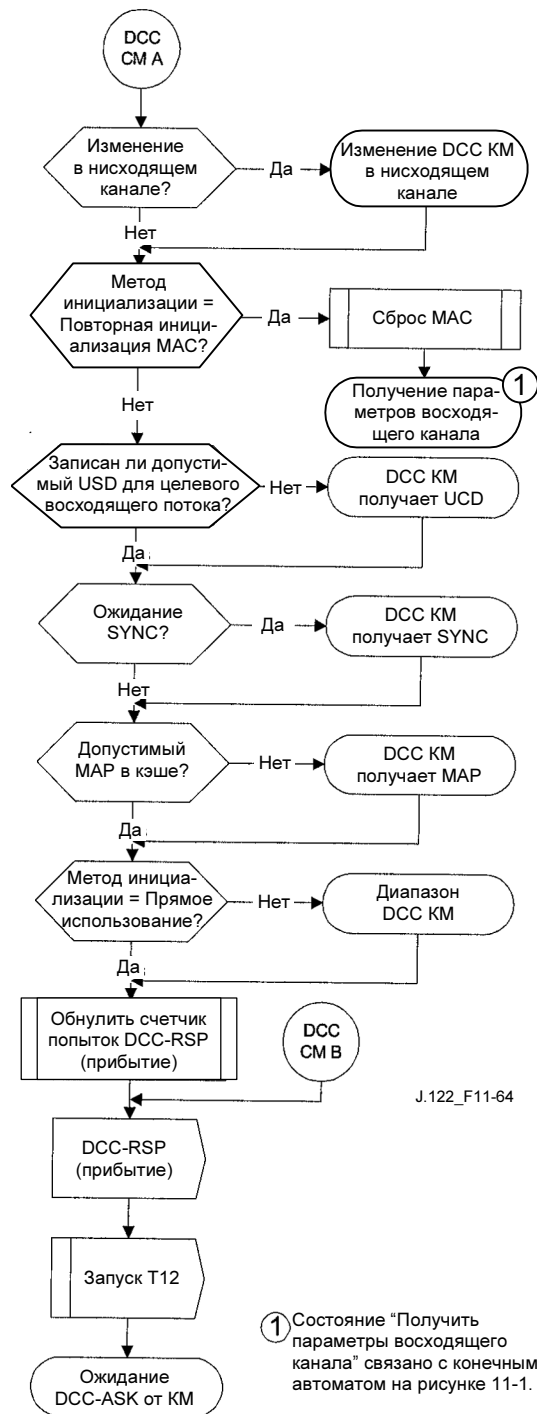 DCC
CM A
Изменение
в нисходящем
канале?
Да
Изменение DCC КМ
в нисходящем
канале
Нет
Метод
инициализации =
Повторная иници-
ализация MAC?
Да
Сброс MAC
Нет
Получение пара-
метров восходя-
щего канала
1
Записан ли допусти-
мый USD для целевого
восходящего потока?
Нет
DCC КМ
получает UCD
Да
Ожидание
SYNC?
Да
DCC КМ
получает SYNC
Нет
Допустимый
MAP в кэше?
Нет
DCC КМ
получает MAP
Да
Метод инициа-
лизации = Прямое
использование?
Нет
Диапазон
DCC КМ
Да
Обнулить счетчик
попыток DCC-RSP
(прибытие)
DCC
CM B
J.122_F11-64
DCC-RSP
(прибытие)
Запуск T12
Ожидание
DCC-ASK от КМ
1 Состояние “Получить
параметры восходящего
канала” связано с конечным
автоматом на рисунке 11-1.